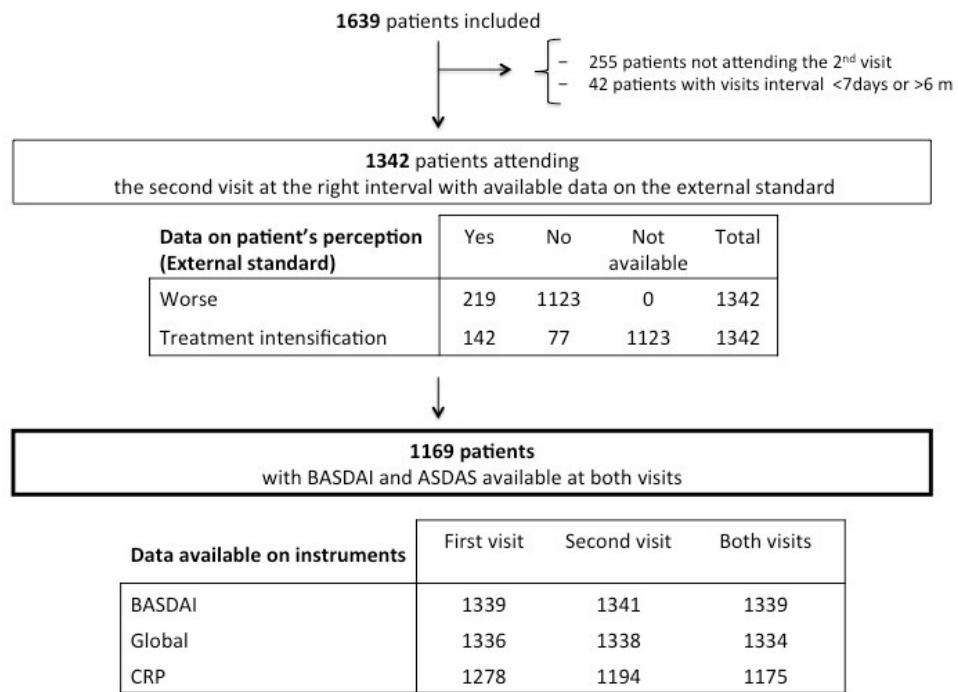 1639 patients included
– 255 patients not attending the 2nd visit
– 42 patients with visits interval <7days or >6 m
1342 patients attending
the second visit at the right interval with available data on the external standard
Data on patient's perception (External standard) Yes No Not available Total
Worse 219 1123 0 1342
Treatment intensification 142 77 1123 1342
1169 patients
with BASDAI and ASDAS available at both visits
Data available on instruments First visit Second visit Both visits
BASDAI 1339 1341 1339
Global 1336 1338 1334
CRP 1278 1194 1175